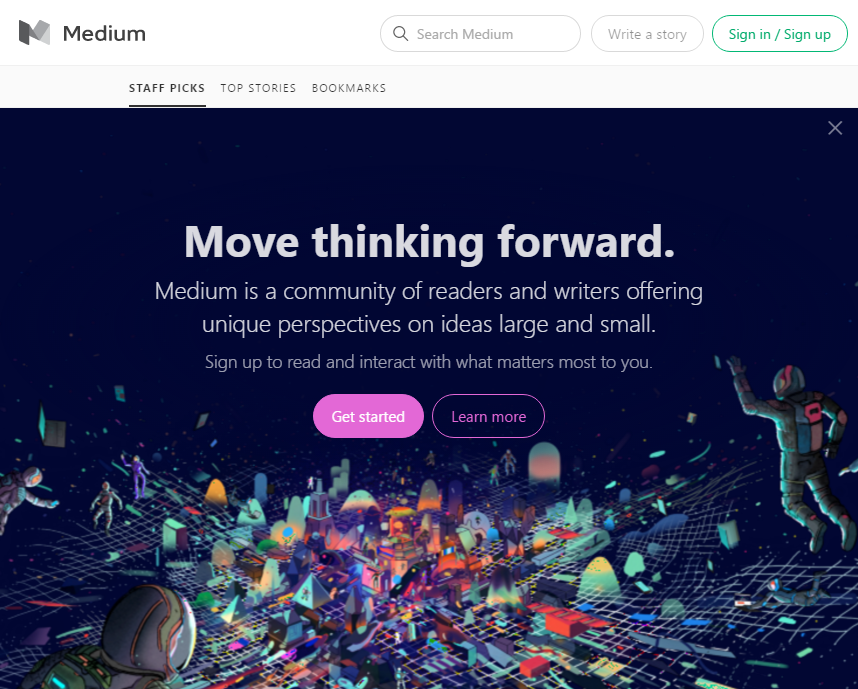 Medium
Search Medium
Write a story
Sign in / Sign up
STAFF PICKS TOP STORIES BOOKMARKS
Move thinking forward.
Medium is a community of readers and writers offering
unique perspectives on ideas large and small.
Sign up to read and interact with what matters most to you.
Get started
Learn more